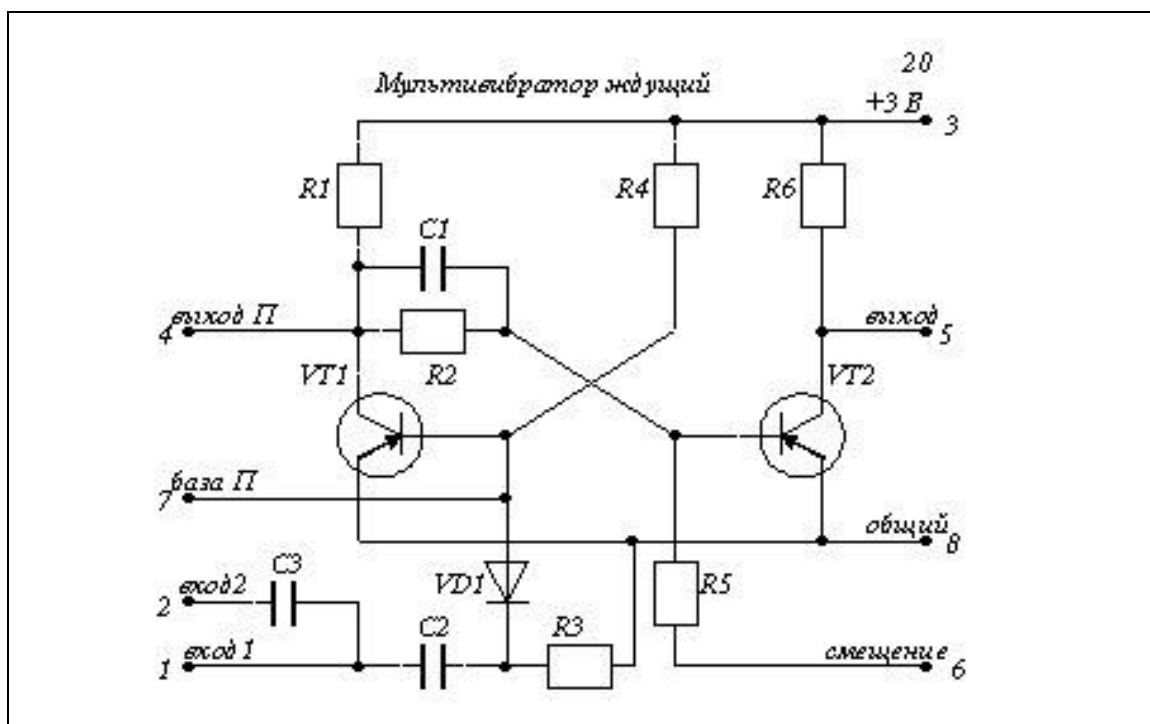 20
Мультивибратор ждущий
+3 В
3
R1
R4
R6
C1
4 выход П
выход 5
VT1
R2
VT2
7 база П
общий
8
C3
2 вход2
VD1
R5
C2
R3
1 вход 1
смещение 6